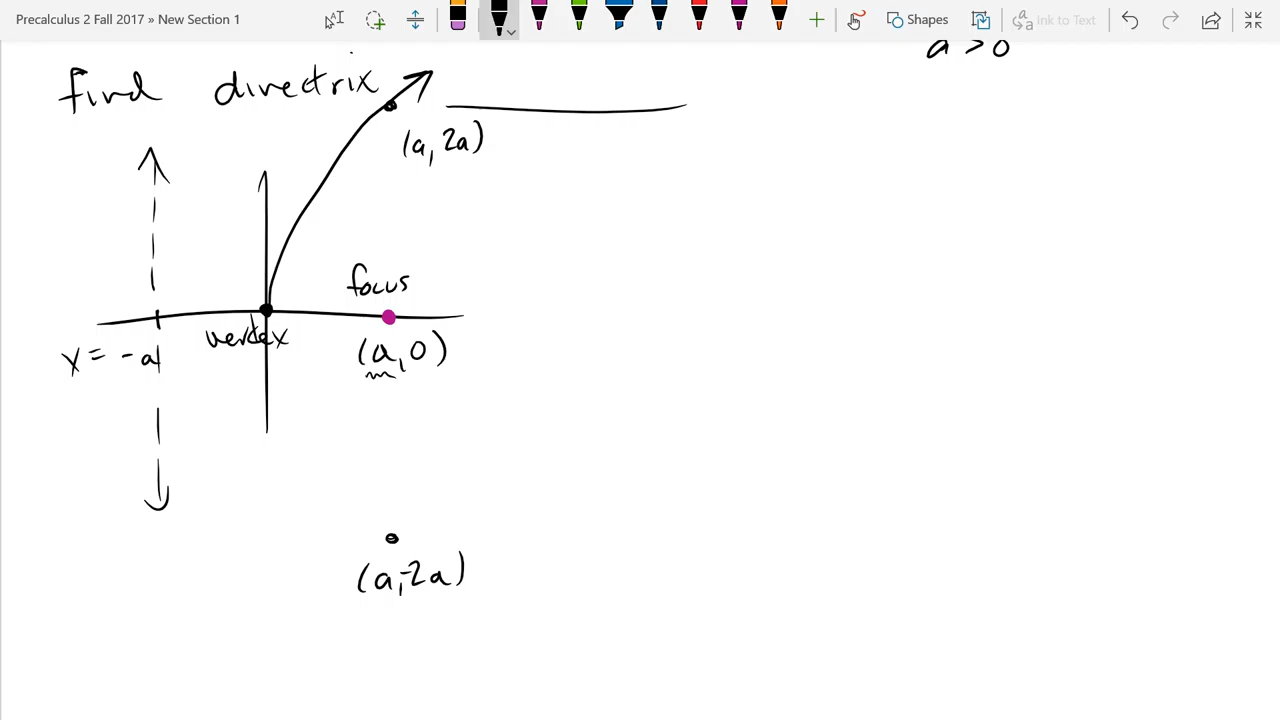 Precalculus 2 Fall 2017 » New Section 1
Shapes
Ink to Text
a > 0
find directrix
(a, 2a)
focus
vertex
(a, 0)
x = -a
(a, -2a)